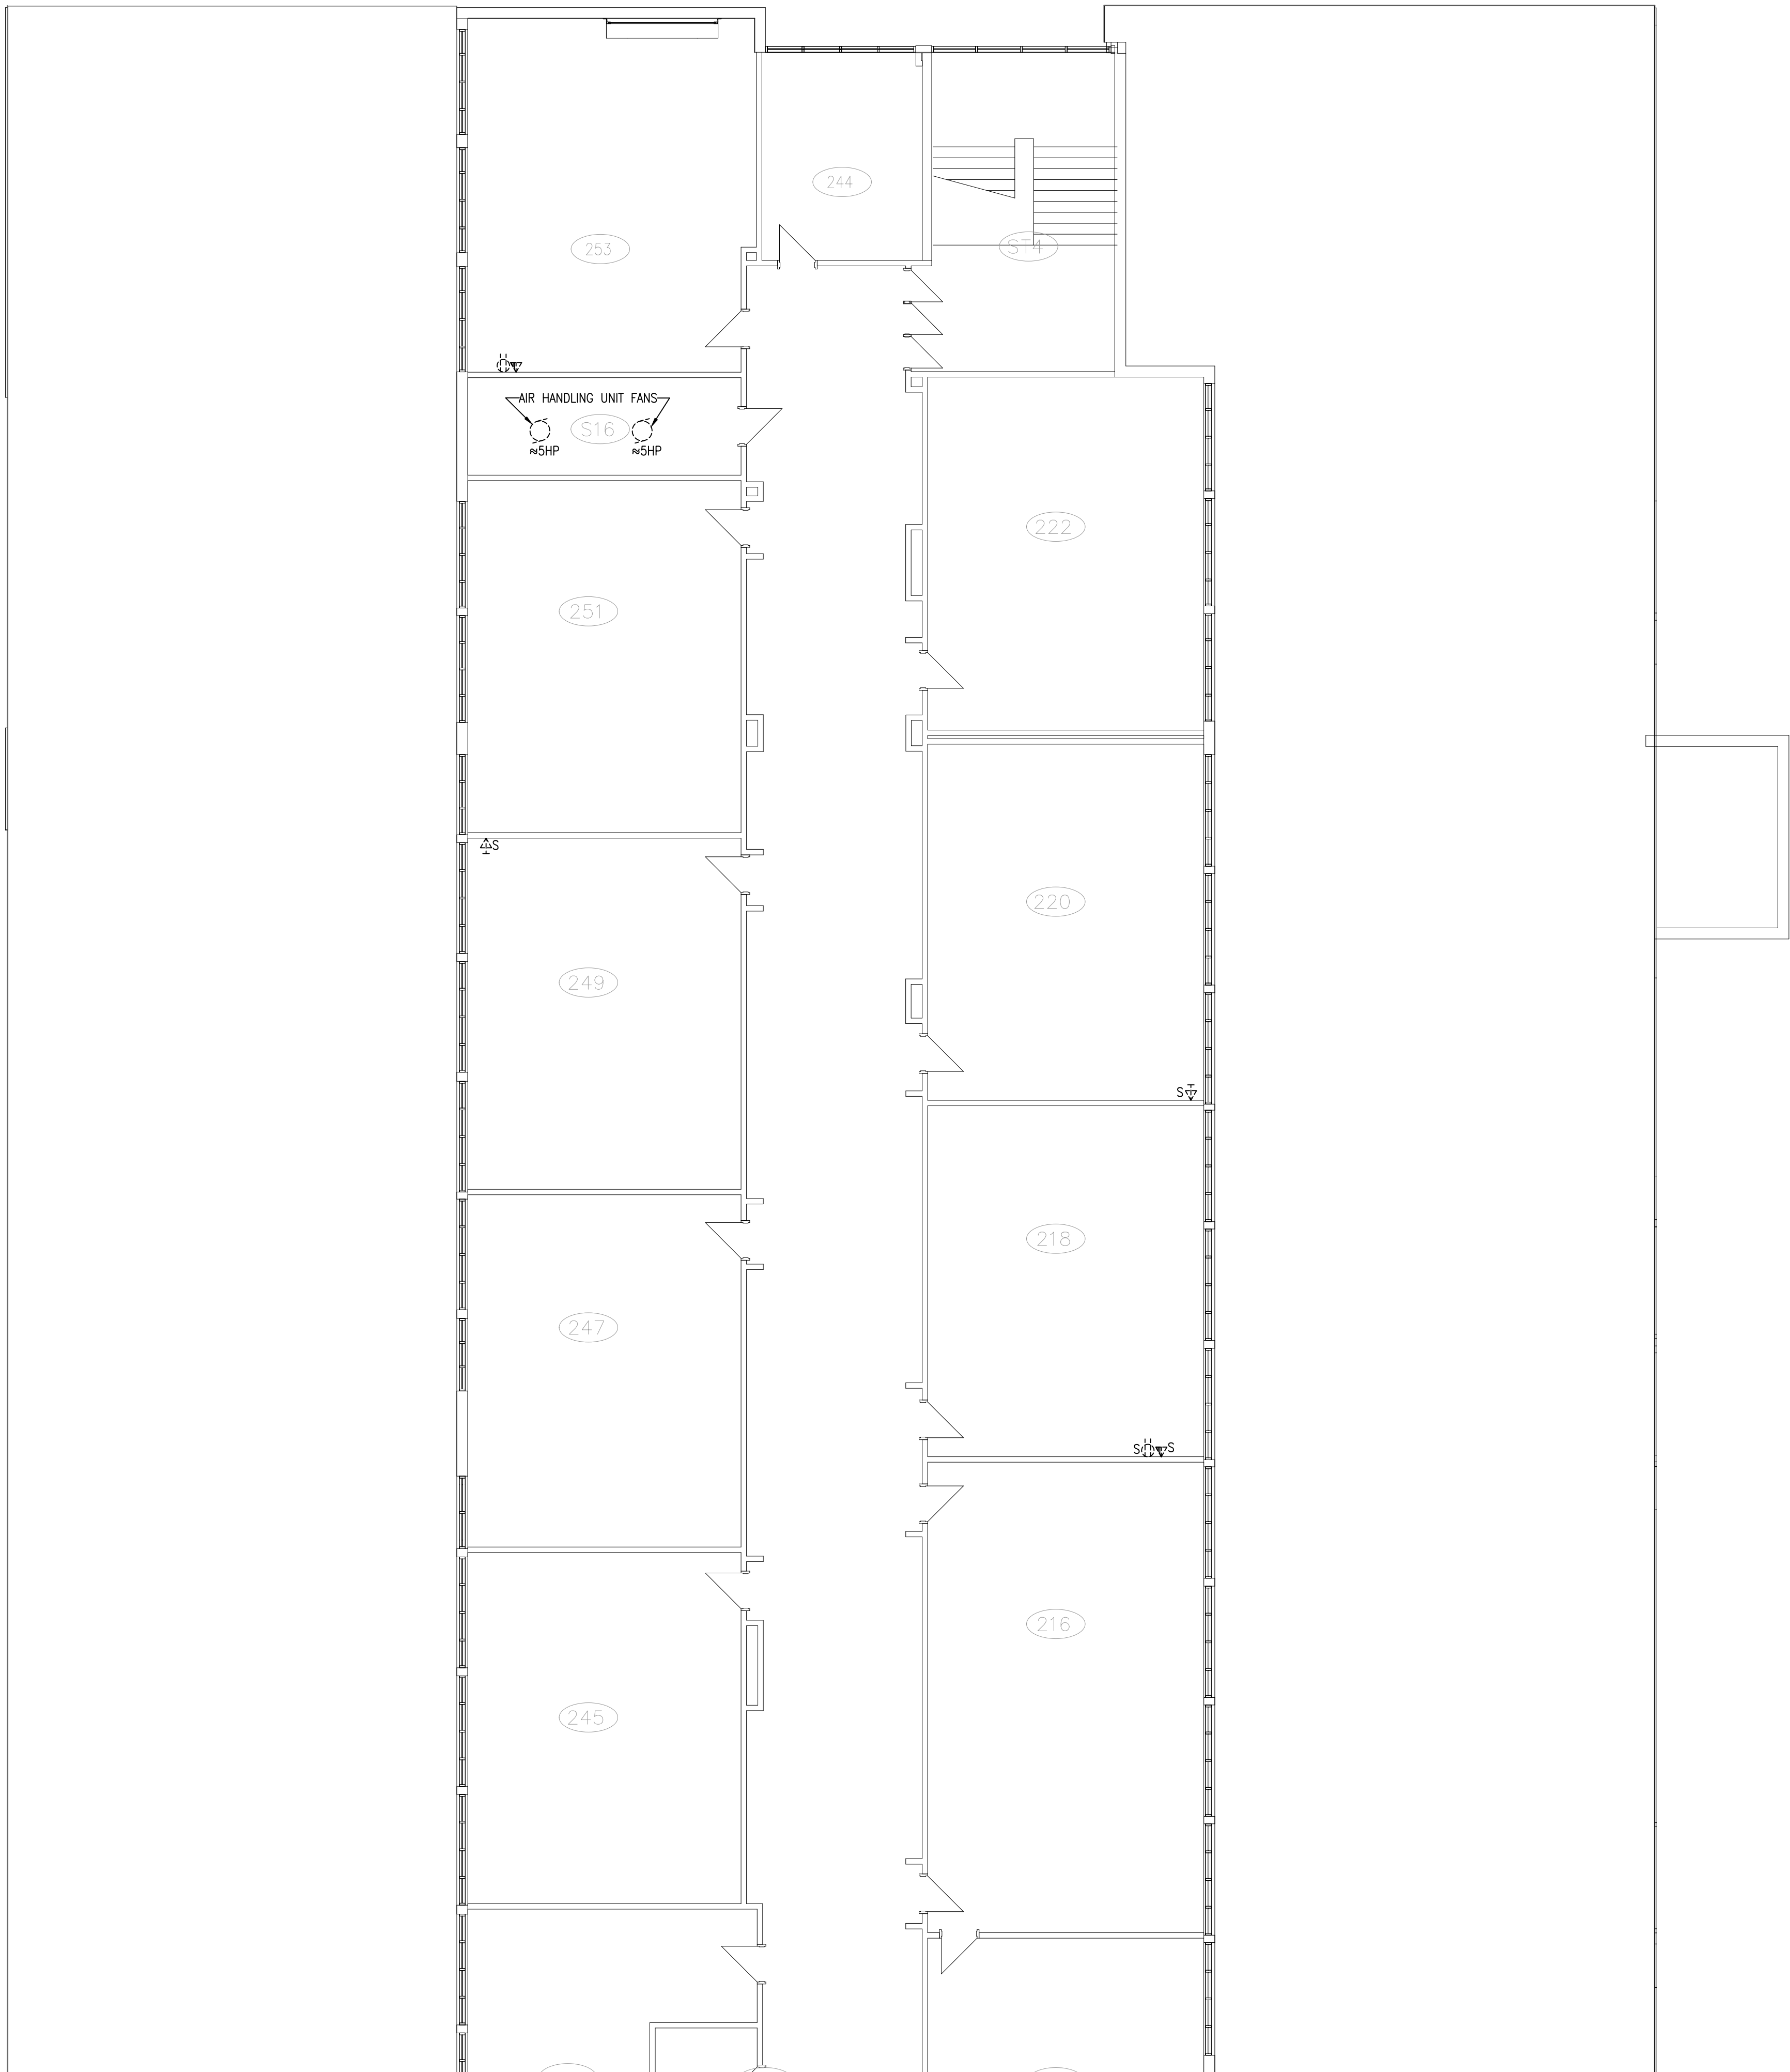 244
253
ST4
AIR HANDLING UNIT FANS
S16
≈5HP ≈5HP
222
251
S
220
249
S
218
247
S S
216
245